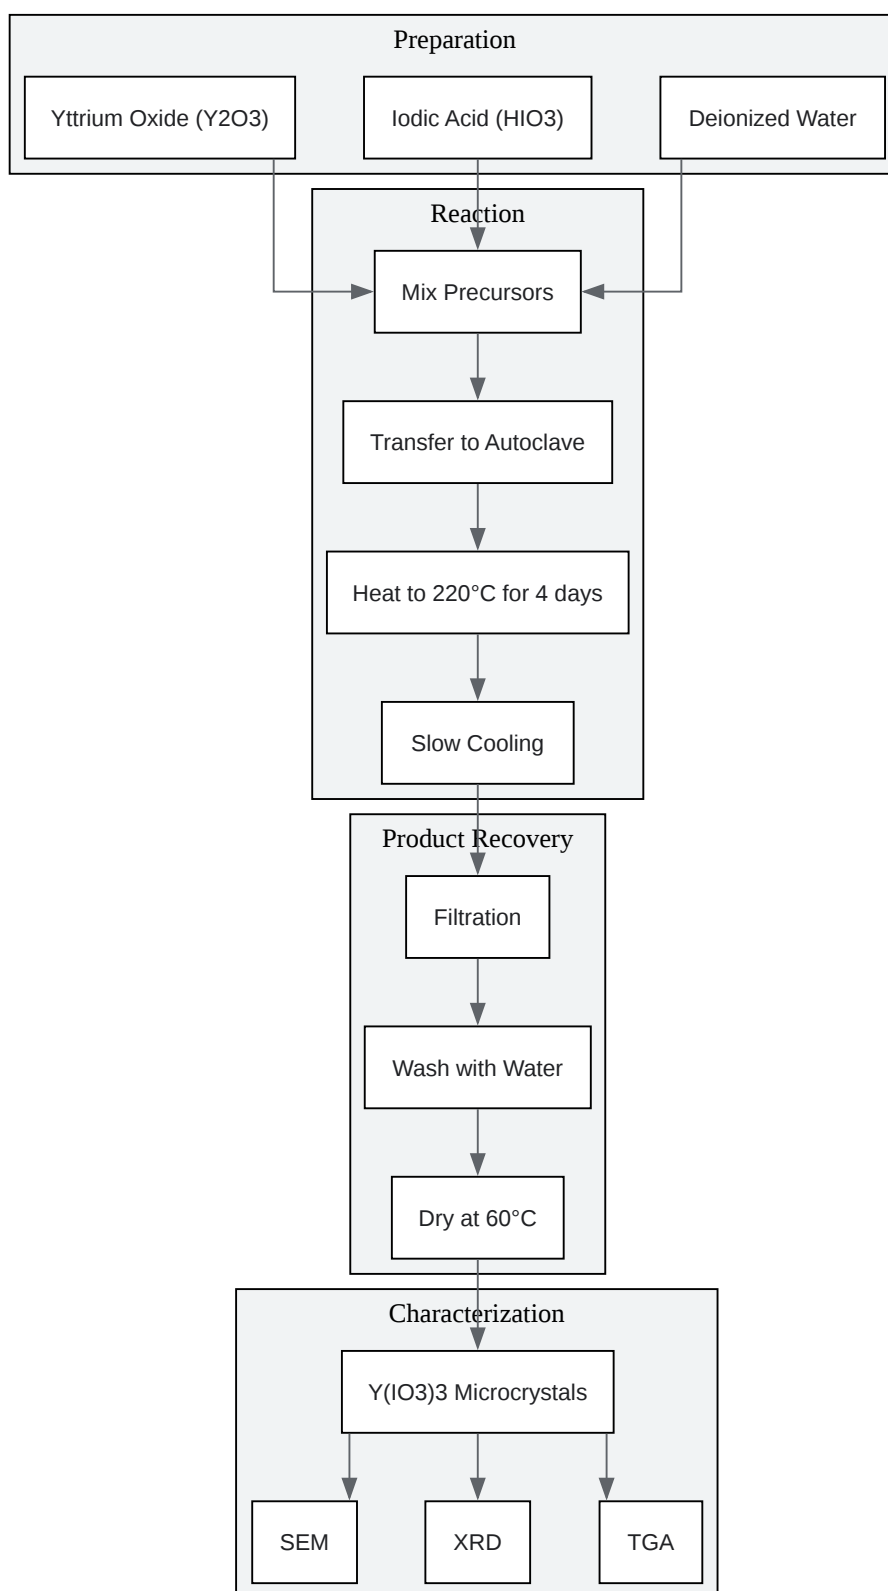 Preparation
Yttrium Oxide (Y2O3)
Iodic Acid (HIO3)
Deionized Water
Reaction
Mix Precursors
Transfer to Autoclave
Heat to 220°C for 4 days
Slow Cooling
Product Recovery
Filtration
Wash with Water
Dry at 60°C
Characterization
Y(IO3)3 Microcrystals
SEM
XRD
TGA